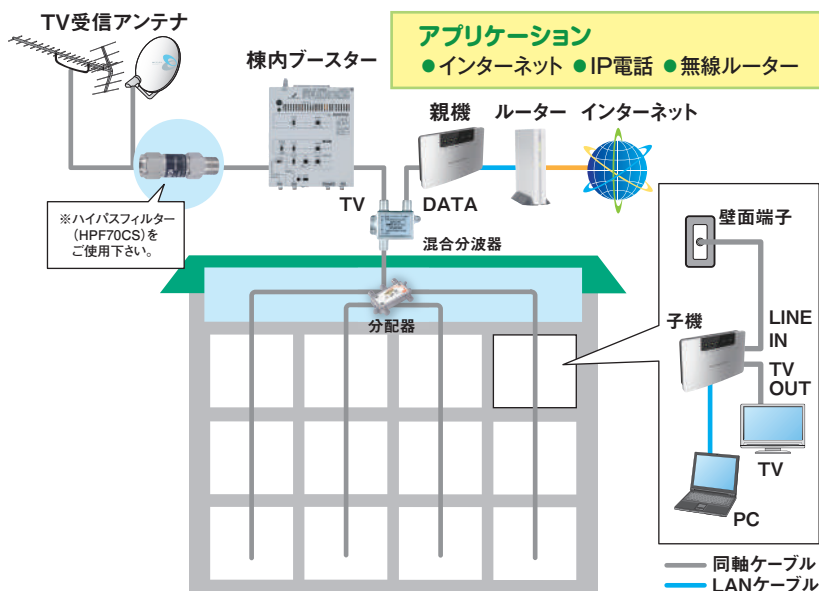 TV受信アンテナ
棟内ブースター
アプリケーション
●インターネット ●IP電話 ●無線ルーター
親機
ルーター
インターネット
※ハイパスフィルター
(HPF70CS)を
ご使用下さい。
TV
DATA
混合分波器
分配器
壁面端子
子機
LINE
IN
TV
OUT
TV
PC
同軸ケーブル
LANケーブル